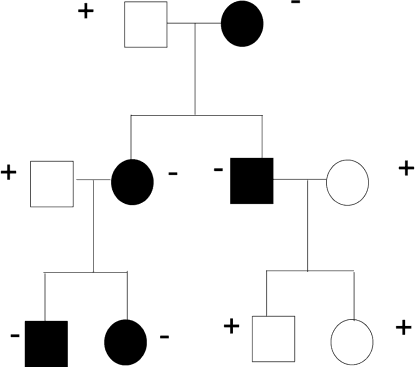 + -
+ - - +
- - + +